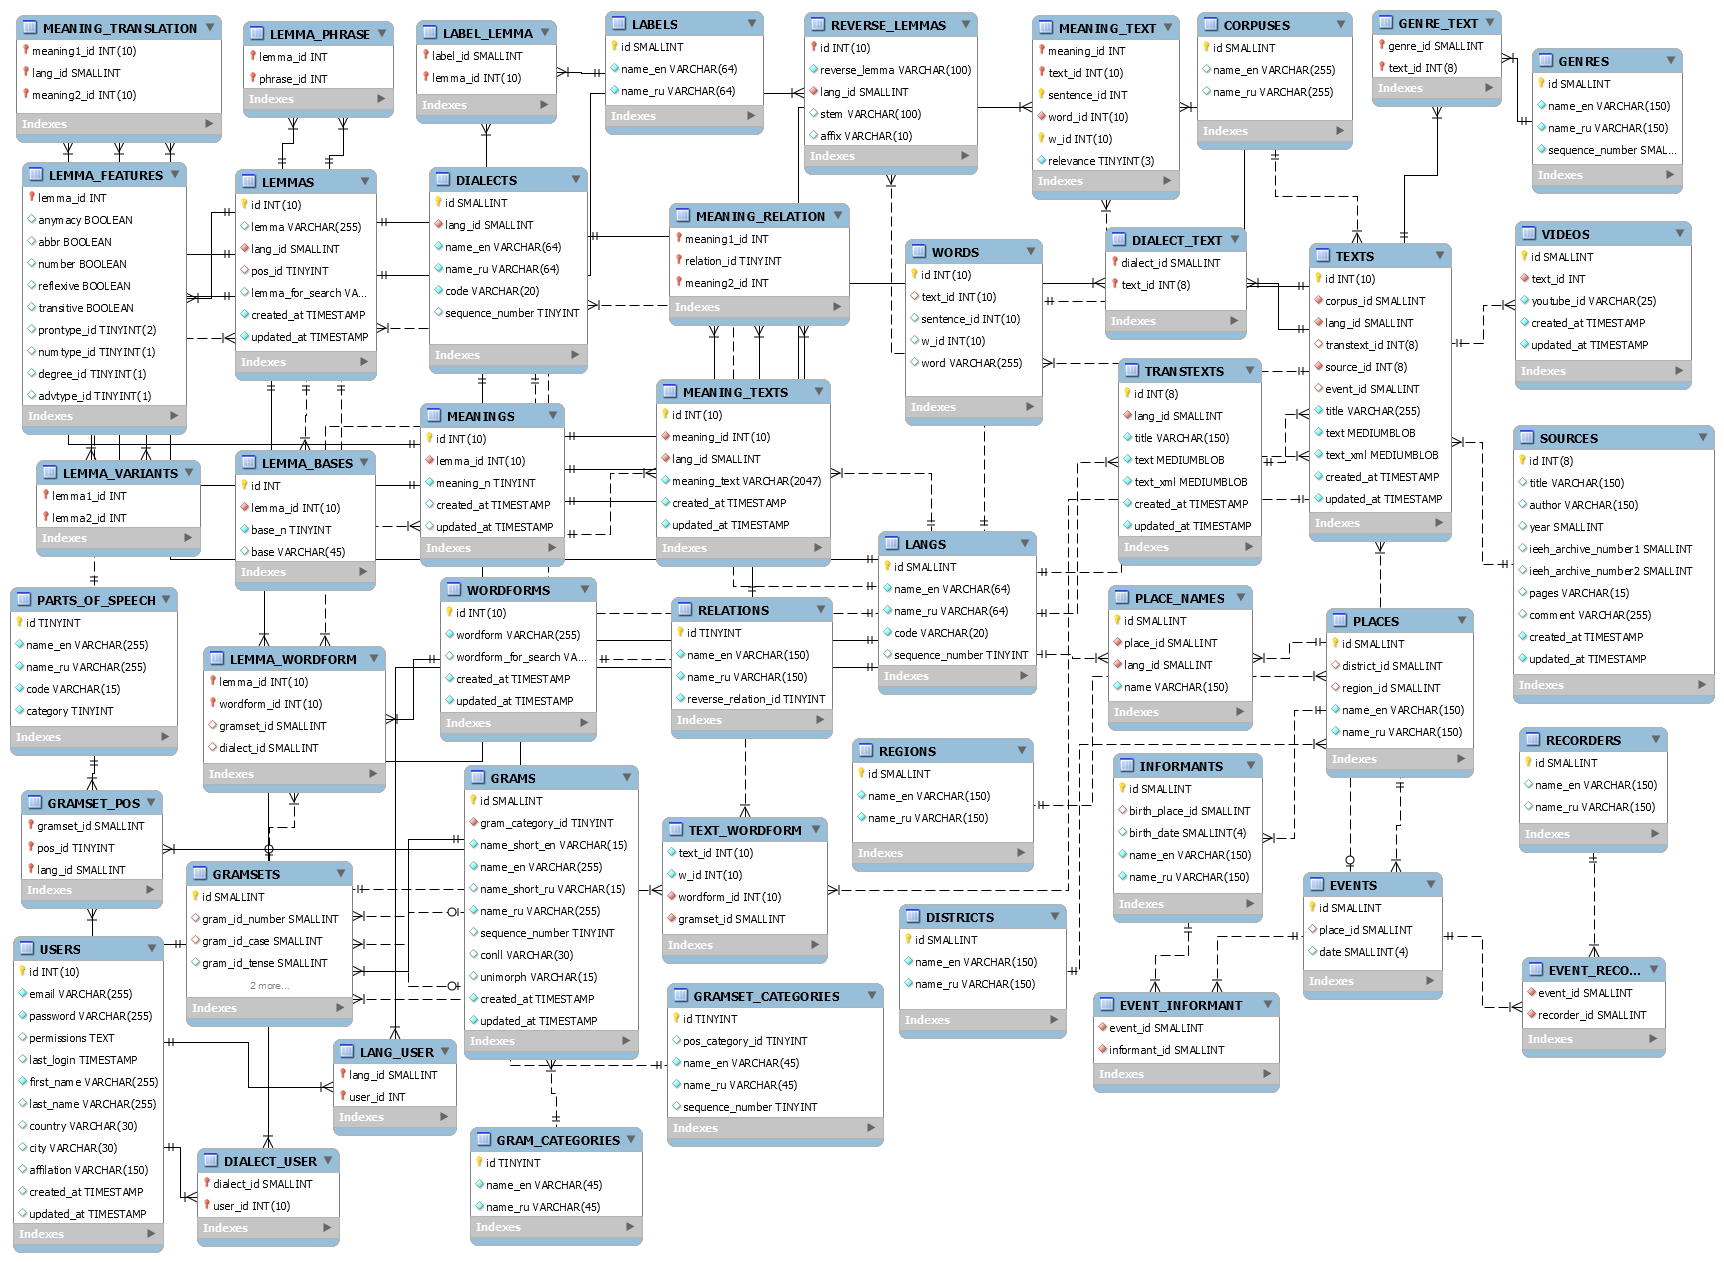 MEANING_TRANSLATION
meaning1_id INT(10)
lang_id SMALLINT
meaning2_id INT(10)
Indexes
LEMMA_PHRASE
lemma_id INT(10)
phrase_id INT
Indexes
LABEL_LEMMA
label_id SMALLINT
lemma_id INT(10)
Indexes
LABELS
id SMALLINT
name_en VARCHAR(64)
name_ru VARCHAR(64)
Indexes
REVERSE_LEMMAS
id INT(10)
reverse_lemma VARCHAR(100)
lang_id SMALLINT
stem VARCHAR(100)
affix VARCHAR(10)
Indexes
MEANING_TEXT
meaning_id INT
text_id INT(10)
sentence_id INT
word_id INT(10)
w_id INT(10)
relevance TINYINT(3)
Indexes
CORPUSES
id SMALLINT
name_en VARCHAR(255)
name_ru VARCHAR(255)
Indexes
GENRE_TEXT
genre_id SMALLINT
text_id INT(8)
Indexes
GENRES
id SMALLINT
name_en VARCHAR(150)
name_ru VARCHAR(150)
sequence_number SMAL...
Indexes
LEMMA_FEATURES
lemma_id INT
anymacy BOOLEAN
abbr BOOLEAN
number BOOLEAN
reflexive BOOLEAN
transitive BOOLEAN
prontype_id TINYINT(2)
numtype_id TINYINT(1)
degree_id TINYINT(1)
advtype_id TINYINT(1)
Indexes
LEMMAS
id INT(10)
lemma VARCHAR(255)
lang_id SMALLINT
pos_id TINYINT
lemma_for_search VA...
created_at TIMESTAMP
updated_at TIMESTAMP
Indexes
DIALECTS
id SMALLINT
lang_id SMALLINT
name_en VARCHAR(64)
name_ru VARCHAR(64)
code VARCHAR(20)
sequence_number TINYINT
Indexes
MEANING_RELATION
meaning1_id INT
relation_id TINYINT
meaning2_id INT
Indexes
WORDS
id INT(10)
text_id INT(10)
sentence_id INT(10)
w_id INT(10)
word VARCHAR(255)
Indexes
DIALECT_TEXT
dialect_id SMALLINT
text_id INT(8)
Indexes
TEXTS
id INT(10)
corpus_id SMALLINT
lang_id SMALLINT
transtext_id INT(8)
source_id INT(8)
event_id SMALLINT
title VARCHAR(255)
text MEDIUMBLOB
text_xml MEDIUMBLOB
created_at TIMESTAMP
updated_at TIMESTAMP
Indexes
VIDEOS
id SMALLINT
text_id INT
youtube_id VARCHAR(25)
created_at TIMESTAMP
updated_at TIMESTAMP
Indexes
TRANSTEXTS
id INT(8)
lang_id SMALLINT
title VARCHAR(150)
text MEDIUMBLOB
text_xml MEDIUMBLOB
created_at TIMESTAMP
updated_at TIMESTAMP
Indexes
MEANINGS
id INT(10)
lemma_id INT(10)
meaning_n TINYINT
created_at TIMESTAMP
updated_at TIMESTAMP
Indexes
MEANING_TEXTS
id INT(10)
meaning_id INT(10)
lang_id SMALLINT
meaning_text VARCHAR(2047)
created_at TIMESTAMP
updated_at TIMESTAMP
Indexes
SOURCES
id INT(8)
title VARCHAR(150)
author VARCHAR(150)
year SMALLINT
ieeh_archive_number1 SMALLINT
ieeh_archive_number2 SMALLINT
pages VARCHAR(15)
comment VARCHAR(255)
created_at TIMESTAMP
updated_at TIMESTAMP
Indexes
LEMMA_VARIANTS
lemma1_id INT
lemma2_id INT
Indexes
LEMMA_BASES
id INT
lemma_id INT(10)
base_n TINYINT
base VARCHAR(45)
Indexes
LANGS
id SMALLINT
name_en VARCHAR(64)
name_ru VARCHAR(64)
code VARCHAR(20)
sequence_number TINYINT
Indexes
PARTS_OF_SPEECH
id TINYINT
name_en VARCHAR(255)
name_ru VARCHAR(255)
code VARCHAR(15)
category TINYINT
Indexes
WORDFORMS
id INT(10)
wordform VARCHAR(255)
wordform_for_search VA...
created_at TIMESTAMP
updated_at TIMESTAMP
Indexes
RELATIONS
id TINYINT
name_en VARCHAR(150)
name_ru VARCHAR(150)
reverse_relation_id TINYINT
Indexes
PLACE_NAMES
id SMALLINT
place_id SMALLINT
lang_id SMALLINT
name VARCHAR(150)
Indexes
PLACES
id SMALLINT
district_id SMALLINT
region_id SMALLINT
name_en VARCHAR(150)
name_ru VARCHAR(150)
Indexes
LEMMA_WORDFORM
lemma_id INT(10)
wordform_id INT(10)
gramset_id SMALLINT
dialect_id SMALLINT
Indexes
RECORDERS
id SMALLINT
name_en VARCHAR(150)
name_ru VARCHAR(150)
Indexes
REGIONS
id SMALLINT
name_en VARCHAR(150)
name_ru VARCHAR(150)
Indexes
INFORMANTS
id SMALLINT
birth_place_id SMALLINT
birth_date SMALLINT(4)
name_en VARCHAR(150)
name_ru VARCHAR(150)
Indexes
GRAMSET_POS
gramset_id SMALLINT
pos_id TINYINT
lang_id SMALLINT
Indexes
GRAMS
id SMALLINT
gram_category_id TINYINT
name_short_en VARCHAR(15)
name_en VARCHAR(255)
name_short_ru VARCHAR(15)
name_ru VARCHAR(255)
sequence_number TINYINT
conll VARCHAR(30)
unimorph VARCHAR(15)
created_at TIMESTAMP
updated_at TIMESTAMP
Indexes
TEXT_WORDFORM
text_id INT(10)
w_id INT(10)
wordform_id INT(10)
gramset_id SMALLINT
Indexes
GRAMSETS
id SMALLINT
gram_id_number SMALLINT
gram_id_case SMALLINT
gram_id_tense SMALLINT
2 more...
Indexes
EVENTS
id SMALLINT
place_id SMALLINT
date SMALLINT(4)
Indexes
DISTRICTS
id SMALLINT
name_en VARCHAR(150)
name_ru VARCHAR(150)
Indexes
USERS
id INT(10)
email VARCHAR(255)
password VARCHAR(255)
permissions TEXT
last_login TIMESTAMP
first_name VARCHAR(255)
last_name VARCHAR(255)
country VARCHAR(30)
city VARCHAR(30)
affilation VARCHAR(150)
created_at TIMESTAMP
updated_at TIMESTAMP
Indexes
EVENT_RECO...
event_id SMALLINT
recorder_id SMALLINT
Indexes
GRAMSET_CATEGORIES
id TINYINT
pos_category_id TINYINT
name_en VARCHAR(45)
name_ru VARCHAR(45)
sequence_number TINYINT
Indexes
EVENT_INFORMANT
event_id SMALLINT
informant_id SMALLINT
Indexes
LANG_USER
lang_id SMALLINT
user_id INT
Indexes
GRAM_CATEGORIES
id TINYINT
name_en VARCHAR(45)
name_ru VARCHAR(45)
Indexes
DIALECT_USER
dialect_id SMALLINT
user_id INT(10)
Indexes